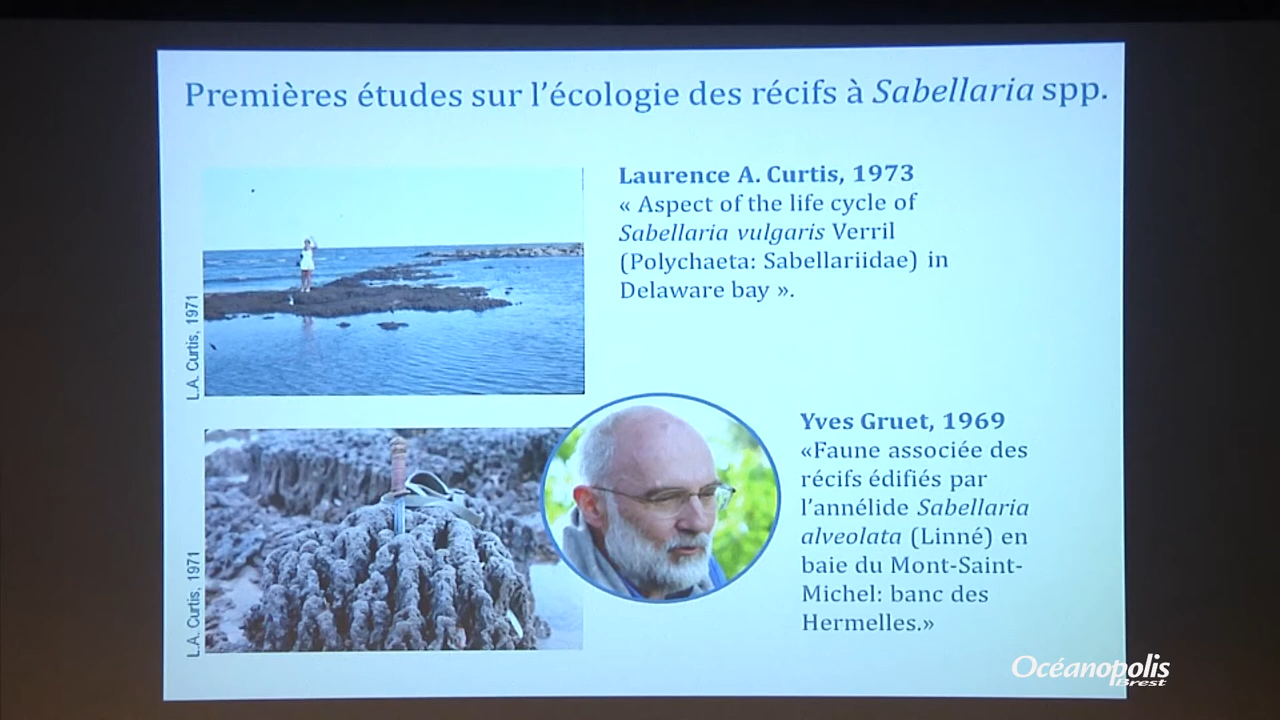 Premières études sur l'écologie des récifs à Sabellaria spp.
L.A. Curtis, 1971
Laurence A. Curtis, 1973
« Aspect of the life cycle of
Sabellaria vulgaris Verril
(Polychaeta: Sabellariidae) in
Delaware bay ».
L.A. Curtis, 1971
Yves Gruet, 1969
«Faune associée des
récifs édifiés par
l'annélide Sabellaria
alveolata (Linné) en
baie du Mont-Saint-
Michel: banc des
Hermelles.»
Océanopolis
Brest